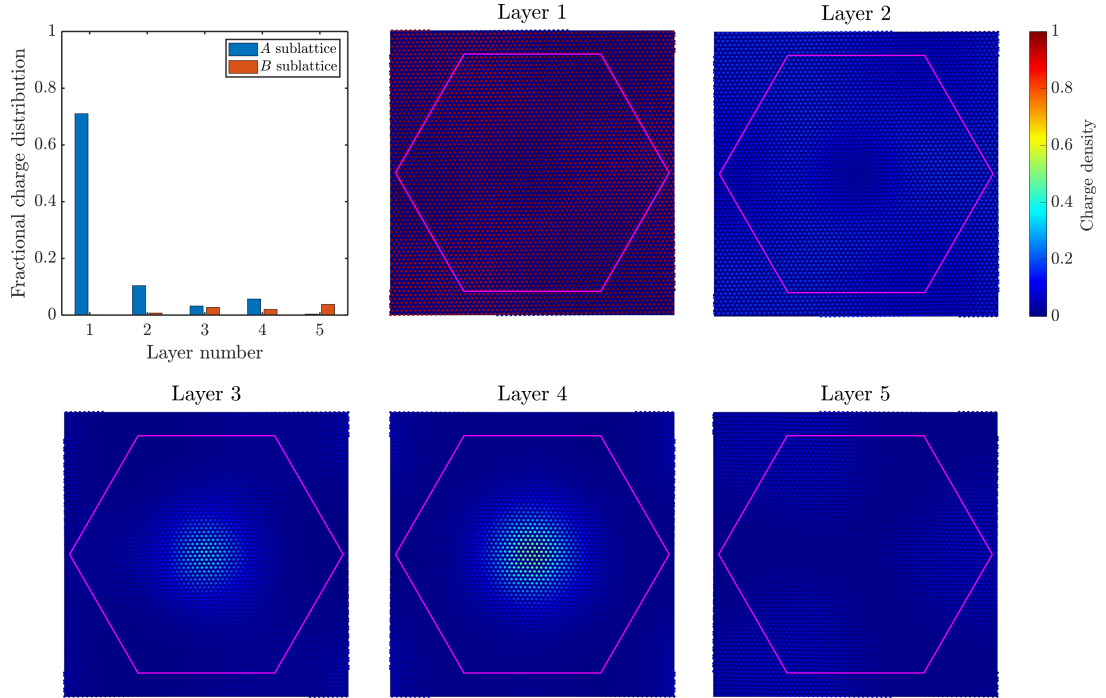 Fractional charge distribution
1
0.8
0.6
0.4
0.2
0
A sublattice
B sublattice
1 2 3 4 5
Layer number
Layer 1
Layer 2
1
0.8
0.6
0.4
0.2
0
Charge density
Layer 3
Layer 4
Layer 5